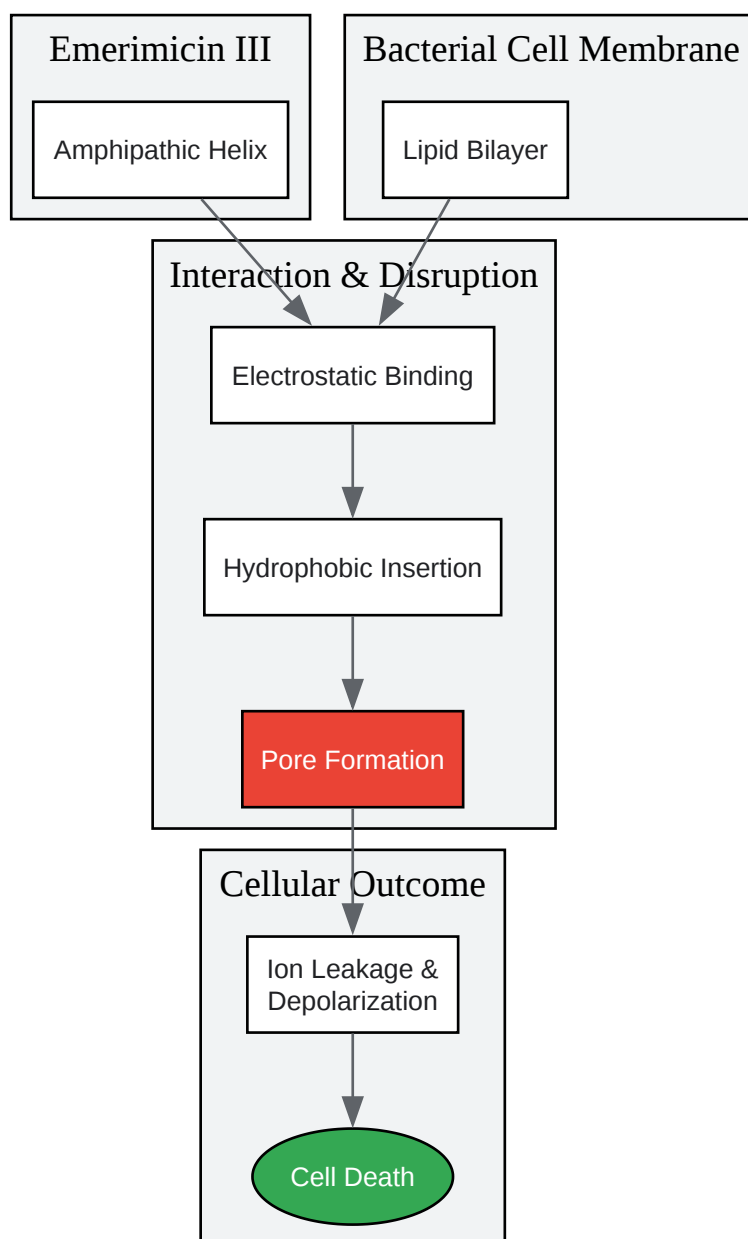 Emerimicin III
Bacterial Cell Membrane
Amphipathic Helix
Lipid Bilayer
Interaction & Disruption
Electrostatic Binding
Hydrophobic Insertion
Pore Formation
Cellular Outcome
Ion Leakage &
Depolarization
Cell Death